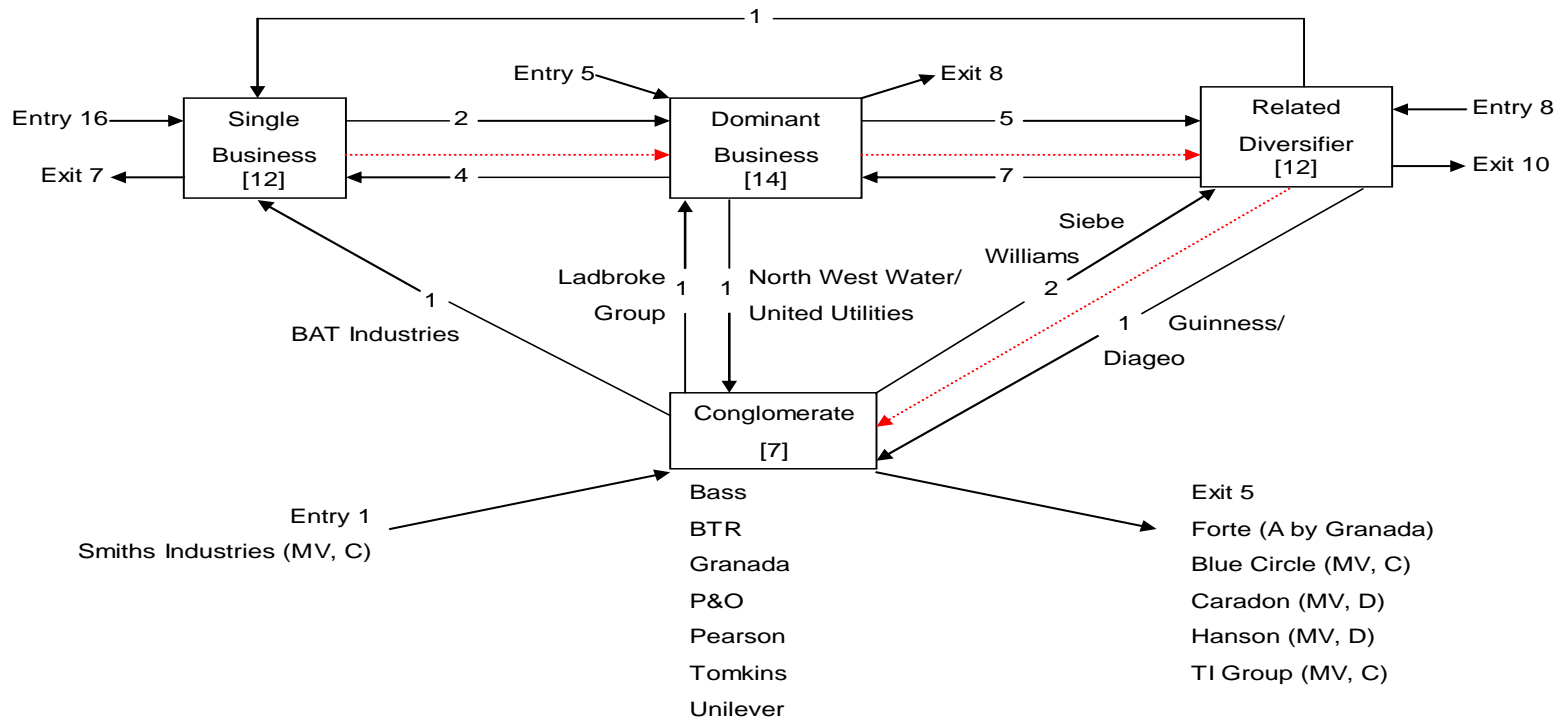 1
Entry 5
Exit 8
Entry 16
Single
Business
[12]
2
Dominant
Business
[14]
5
Related
Diversifier
[12]
Entry 8
Exit 7
4
7
Exit 10
Siebe
Williams
2
Ladbroke
Group
1
1
North West Water/
United Utilities
1
BAT Industries
1
Guinness/
Diageo
Conglomerate
[7]
Entry 1
Smiths Industries (MV, C)
Bass
BTR
Granada
P&O
Pearson
Tomkins
Unilever
Exit 5
Forte (A by Granada)
Blue Circle (MV, C)
Caradon (MV, D)
Hanson (MV, D)
TI Group (MV, C)